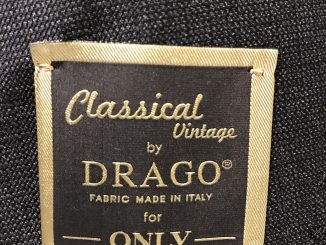 Classical
Vintage
by
DRAGO®
FABRIC MADE IN ITALY
for
ONLY